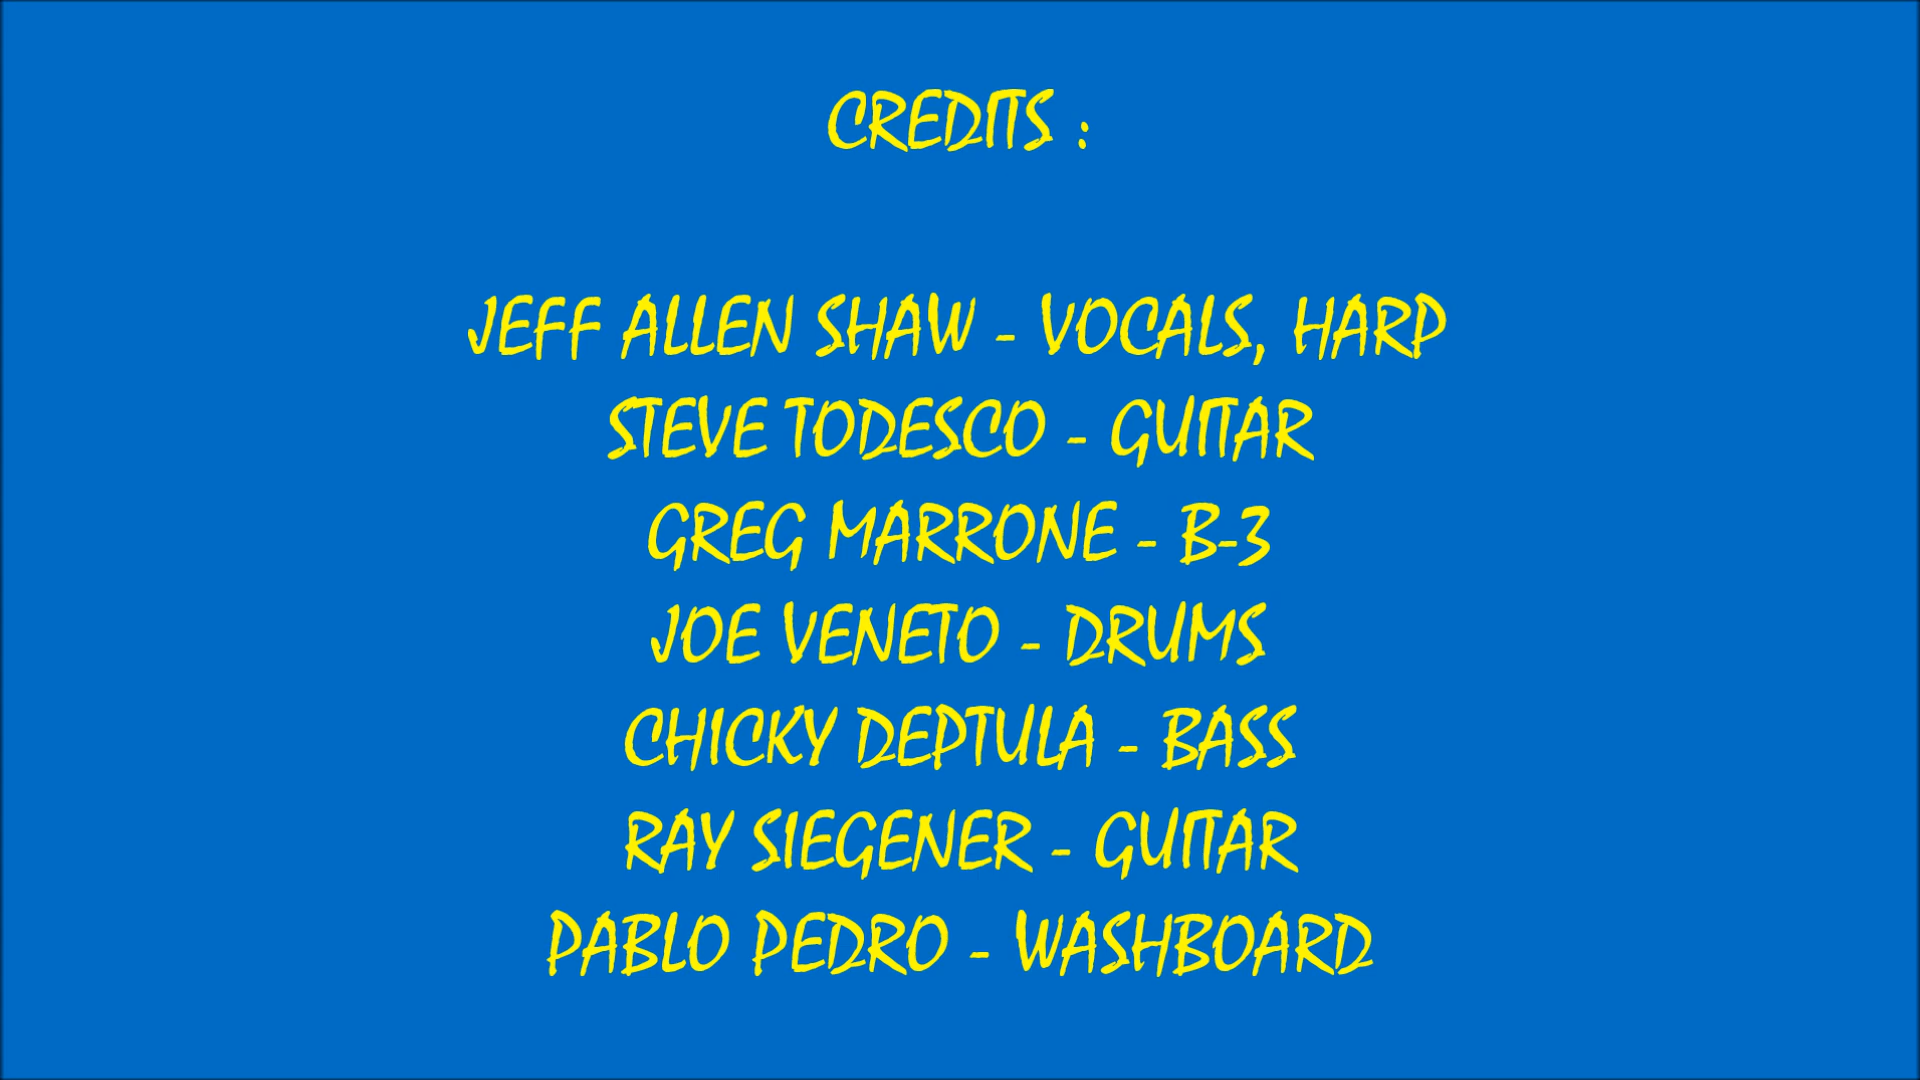 CREDITS :
JEFF ALLEN SHAW - VOCALS, HARP
STEVE TODESCO - GUITAR
GREG MARRONE - B-3
JOE VENETO - DRUMS
CHICKY DEPTULA - BASS
RAY SIEGENER - GUITAR
PABLO PEDRO - WASHBOARD